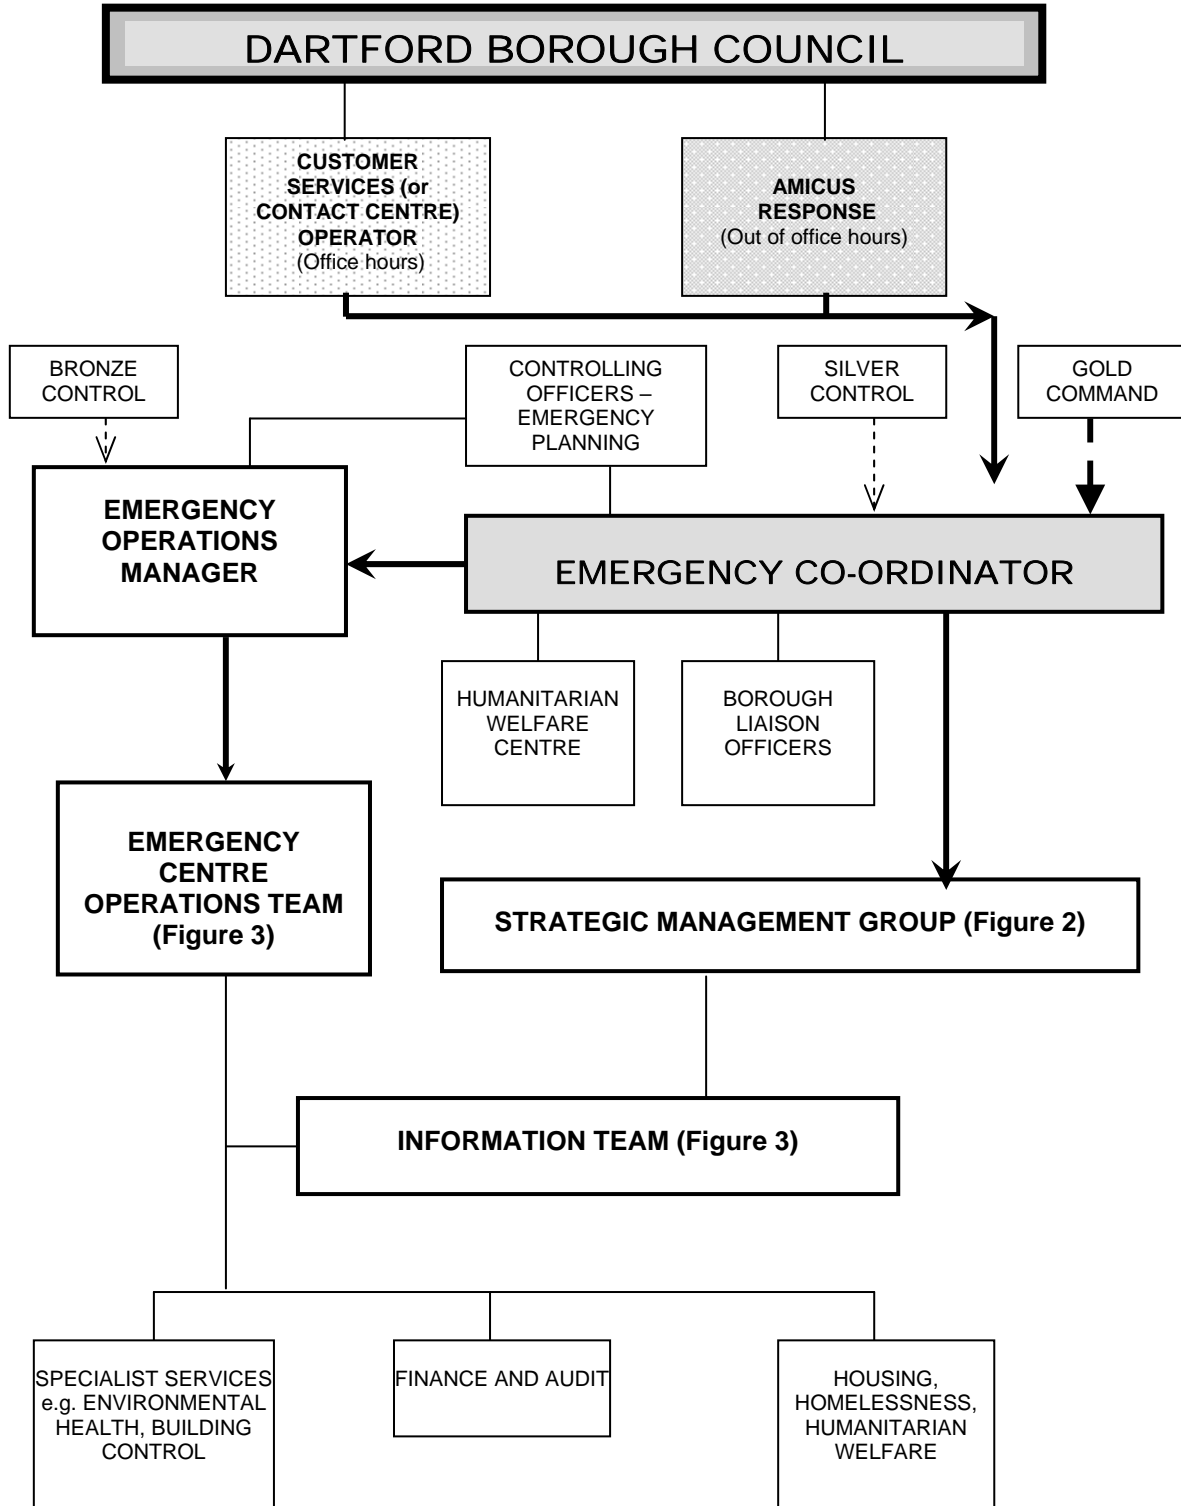 DARTFORD BOROUGH COUNCIL
CUSTOMER
SERVICES (or
CONTACT CENTRE)
OPERATOR
(Office hours)
AMICUS
RESPONSE
(Out of office hours)
BRONZE
CONTROL
CONTROLLING
OFFICERS –
EMERGENCY
PLANNING
SILVER
CONTROL
GOLD
COMMAND
EMERGENCY
OPERATIONS
MANAGER
EMERGENCY CO-ORDINATOR
HUMANITARIAN
WELFARE
CENTRE
BOROUGH
LIAISON
OFFICERS
EMERGENCY
CENTRE
OPERATIONS TEAM
(Figure 3)
STRATEGIC MANAGEMENT GROUP (Figure 2)
INFORMATION TEAM (Figure 3)
SPECIALIST SERVICES
e.g. ENVIRONMENTAL
HEALTH, BUILDING
CONTROL
FINANCE AND AUDIT
HOUSING,
HOMELESSNESS,
HUMANITARIAN
WELFARE